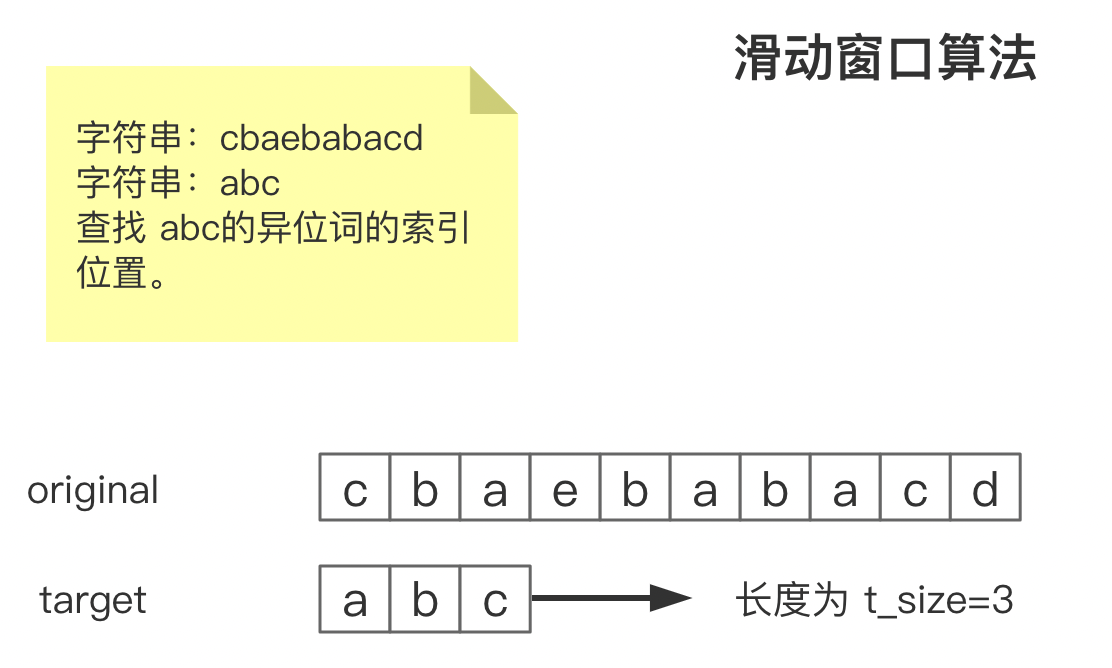 滑动窗口算法
字符串：cbaebabacd
字符串：abc
查找 abc的异位词的索引
位置。
original c b a e b a b a c d
target a b c 长度为 t_size=3